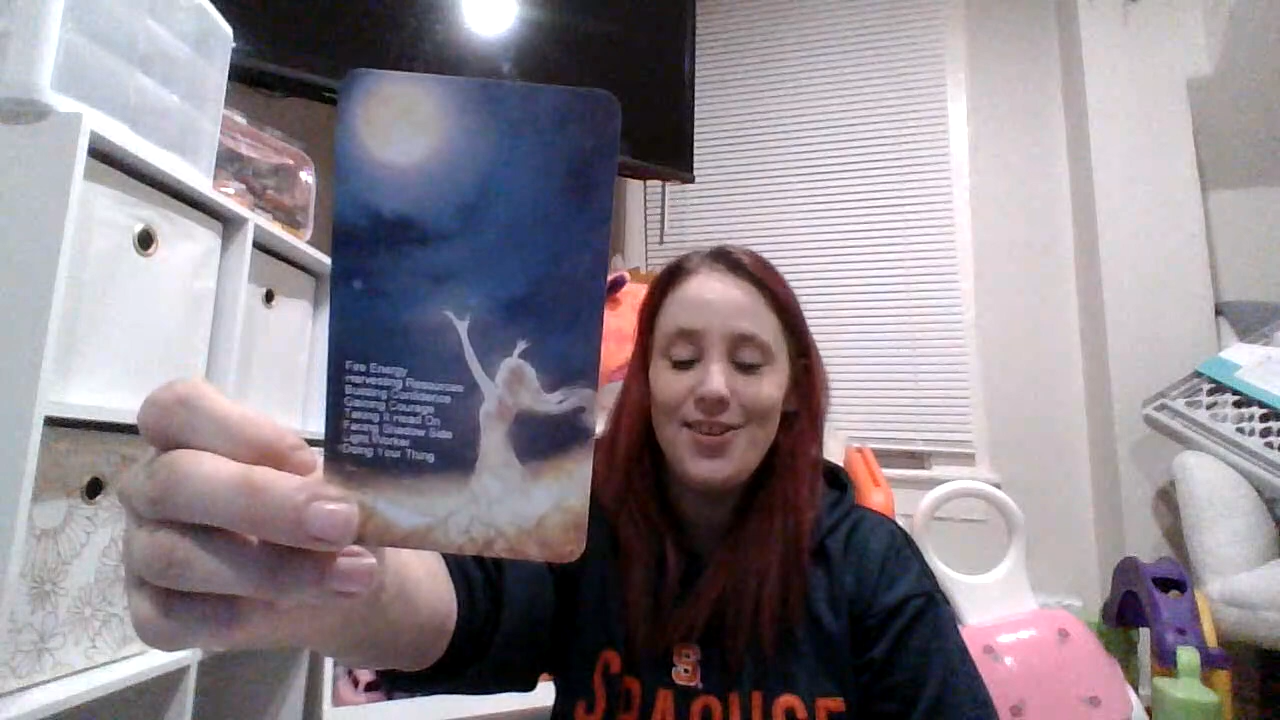 Fire Energy
Harvesting Resources
Building Confidence
Gaining Courage
Taking It Head On
Facing Shadow Side
Light Worker
Doing Your Thing
S
SYRACUSE